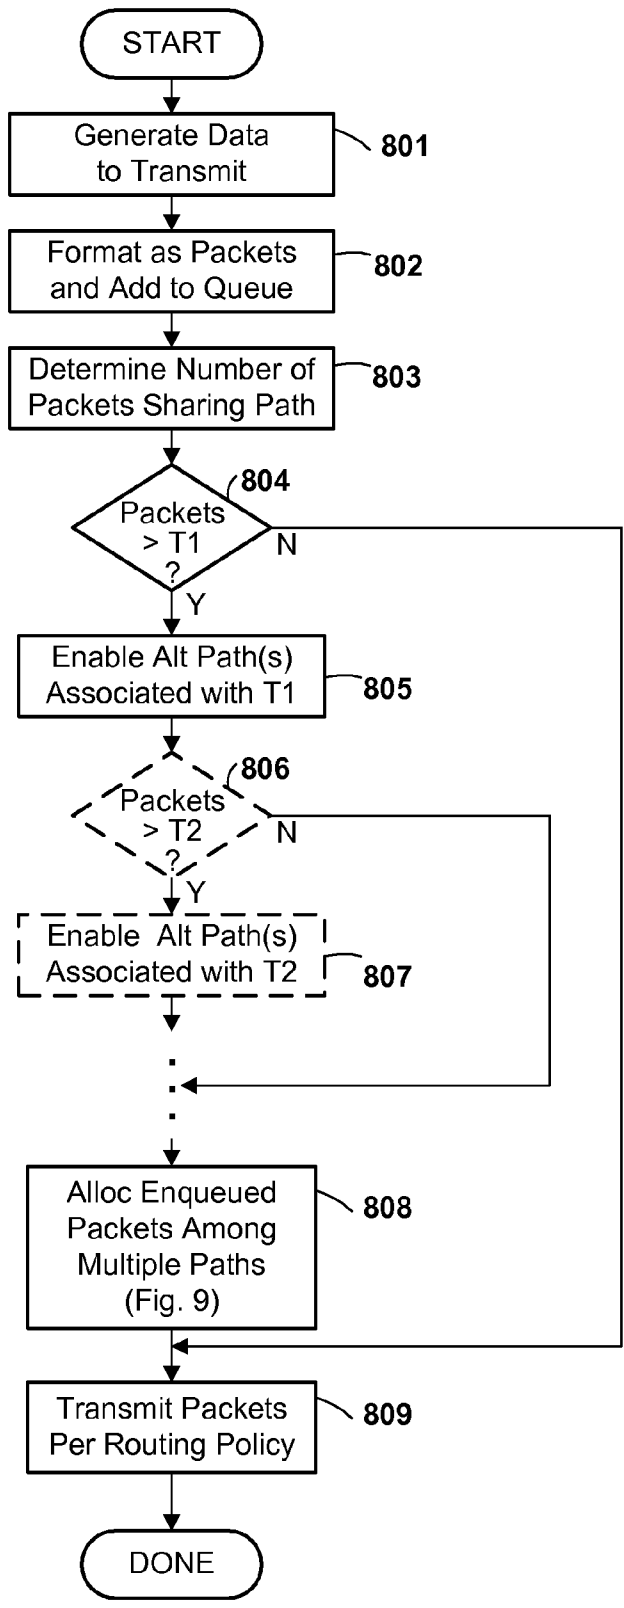 START
Generate Data
to Transmit
801
Format as Packets
and Add to Queue
802
Determine Number of
Packets Sharing Path
803
804
Packets
> T1
?
N
Y
Enable Alt Path(s)
Associated with T1
805
806
Packets
> T2
?
N
Y
Enable Alt Path(s)
Associated with T2
807
Alloc Enqueued
Packets Among
Multiple Paths
(Fig. 9)
808
Transmit Packets
Per Routing Policy
809
DONE